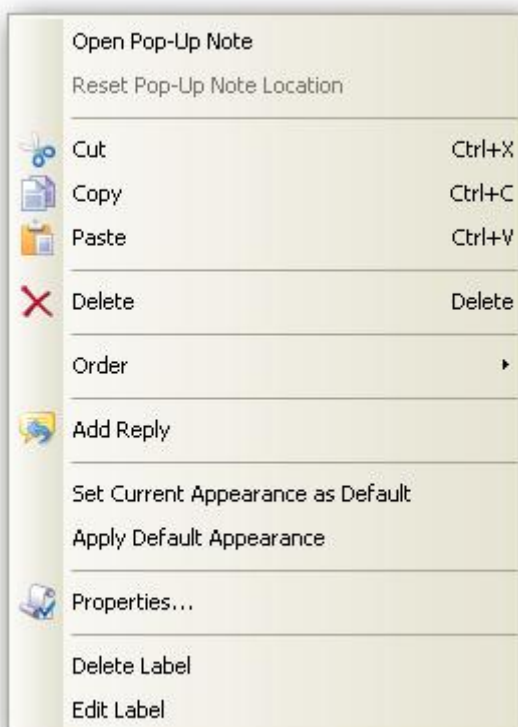 Open Pop-Up Note
Reset Pop-Up Note Location
Cut Ctrl+X
Copy Ctrl+C
Paste Ctrl+V
Delete Delete
Order
Add Reply
Set Current Appearance as Default
Apply Default Appearance
Properties...
Delete Label
Edit Label